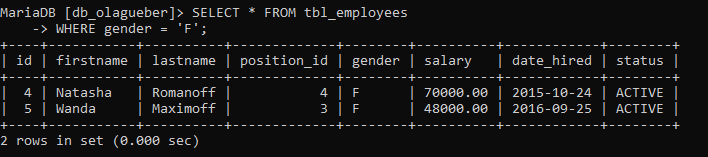 MariaDB [db_olagueber]> SELECT * FROM tbl_employees
    -> WHERE gender = 'F';
+----+-----------+----------+-------------+--------+----------+------------+--------+
| id | firstname | lastname | position_id | gender | salary   | date_hired | status |
+----+-----------+----------+-------------+--------+----------+------------+--------+
|  4 | Natasha   | Romanoff |           4 | F      | 70000.00 | 2015-10-24 | ACTIVE |
|  5 | Wanda     | Maximoff |           3 | F      | 48000.00 | 2016-09-25 | ACTIVE |
+----+-----------+----------+-------------+--------+----------+------------+--------+
2 rows in set (0.000 sec)